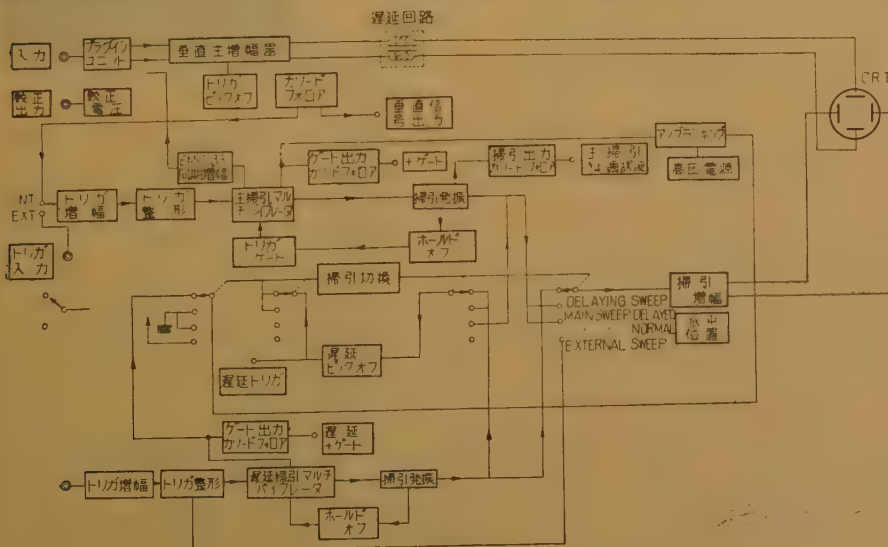 遅延回路
入力
プラグイン
ユニット
垂直主増幅器
CRT
較正
出力
較正
電圧
トリガ
ピックオフ
カソード
フォロア
垂直信
号出力
アンブランキング
高圧電源
ゲート出力
カソードフォロア
+ゲート
掃引出力
カソードフォロア
主掃引
NT
EXT
トリガ
増幅
トリガ
整形
主掃引マル
チバイブレータ
掃引発振
トリガ
ゲート
ホールド
オフ
トリガ
入力
掃引切換
掃引
増幅
DELAYING SWEEP
MAIN SWEEP DELAYED
NORMAL
EXTERNAL SWEEP
水平
位置
遅延トリガ
遅延
ピックオフ
ゲート出力
カソードフォロア
遅延
+ゲート
トリガ増幅
トリガ整形
遅延掃引マルチ
バイブレータ
掃引発振
ホールド
オフ